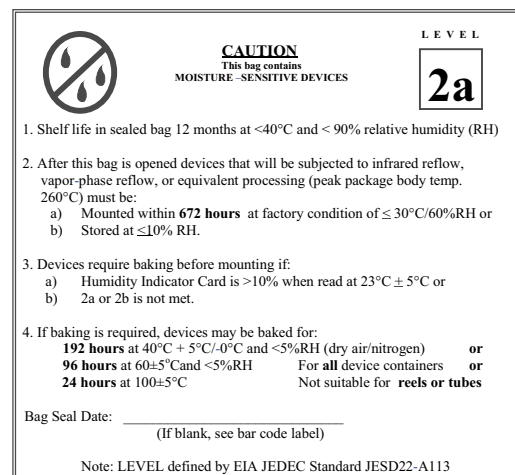 L E V E L
CAUTION
This bag contains
MOISTURE –SENSITIVE DEVICES
2a
1. Shelf life in sealed bag 12 months at <40°C and < 90% relative humidity (RH)
2. After this bag is opened devices that will be subjected to infrared reflow,
vapor-phase reflow, or equivalent processing (peak package body temp.
260°C) must be:
a) Mounted within 672 hours at factory condition of ≤ 30°C/60%RH or
b) Stored at ≤10% RH.
3. Devices require baking before mounting if:
a) Humidity Indicator Card is >10% when read at 23°C ± 5°C or
b) 2a or 2b is not met.
4. If baking is required, devices may be baked for:
192 hours at 40°C + 5°C/-0°C and <5%RH (dry air/nitrogen) or
96 hours at 60±5°Cand <5%RH For all device containers or
24 hours at 100±5°C Not suitable for reels or tubes
Bag Seal Date: ______________________________
(If blank, see bar code label)
Note: LEVEL defined by EIA JEDEC Standard JESD22-A113